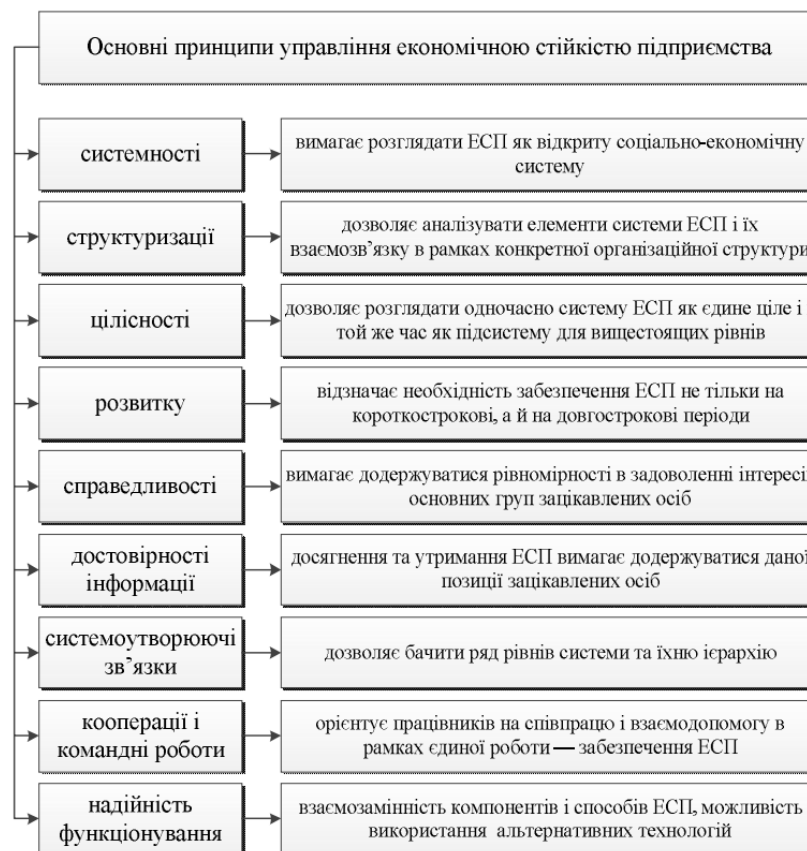 Основні принципи управління економічною стійкістю підприємства
системності
вимагає розглядати ЕСП як відкриту соціально-економічну
систему
структуризації
дозволяє аналізувати елементи системи ЕСП і їх
взаємозв’язку в рамках конкретної організаційної структури
цілісності
дозволяє розглядати одночасно систему ЕСП як єдине ціле і
той же час як підсистему для вищестоящих рівнів
розвитку
відзначає необхідність забезпечення ЕСП не тільки на
короткострокові, а й на довгострокові періоди
справедливості
вимагає додержуватися рівномірності в задоволенні
основних груп зацікавлених осіб
достовірності
інформації
досягнення та утримання ЕСП вимагає додержуватися даної
позиції зацікавлених осіб
системоутворюючі
зв’язки
дозволяє бачити ряд рівнів системи та їхню ієрархію
кооперації і
командні роботи
орієнтує працівників на співпрацю і взаємодопомогу в
рамках єдиної роботи — забезпечення ЕСП
надійність
функціонування
взаємозамінність компонентів і способів ЕСП, можливість
використання альтернативних технологій